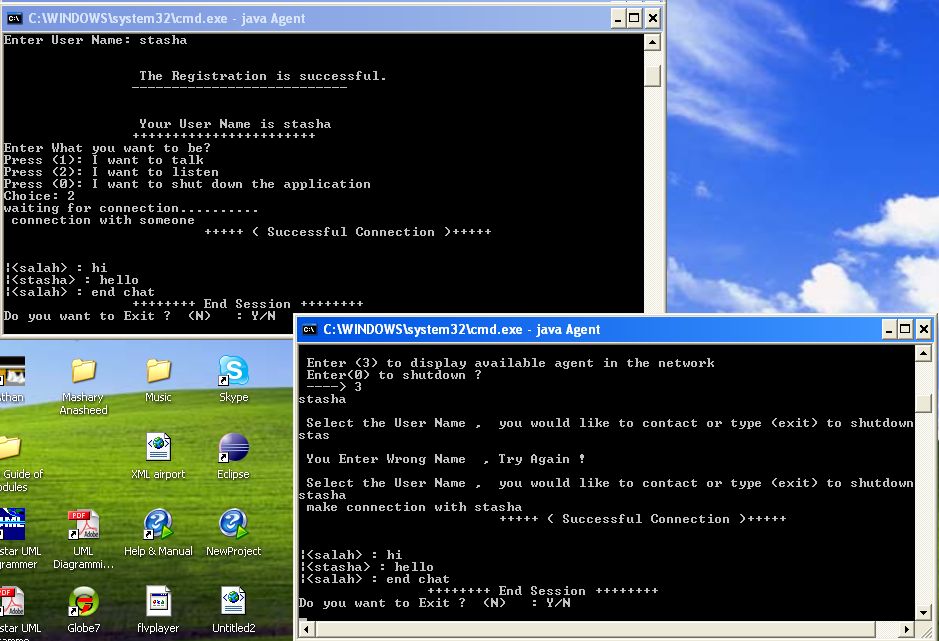 C:\WINDOWS\system32\cmd.exe - java Agent
Enter User Name: stasha
The Registration is successful.
---------------------------
Your User Name is stasha
+++++++++++++++++++++++
Enter What you want to be?
Press (1): I want to talk
Press (2): I want to listen
Press (0): I want to shut down the application
Choice: 2
waiting for connection..........
connection with someone
+++++ ( Successful Connection )+++++
¦<salah> : hi
¦<stasha> : hello
¦<salah> : end chat
++++++++ End Session ++++++++
Do you want to Exit ?  (N)   : Y/N
C:\WINDOWS\system32\cmd.exe - java Agent
Enter (3) to display available agent in the network
Enter(0) to shutdown ?
----> 3
stasha
Select the User Name ,  you would like to contact or type (exit) to shutdown
stas
You Enter Wrong Name  , Try Again !
Select the User Name ,  you would like to contact or type (exit) to shutdown
stasha
make connection with stasha
+++++ ( Successful Connection )+++++
¦<salah> : hi
¦<stasha> : hello
¦<salah> : end chat
++++++++ End Session ++++++++
Do you want to Exit ?  (N)   : Y/N
Mashary
Anasheed
Music
Skype
Guide of
XML airport
Eclipse
UML
UML
Diagrammi...
Help & Manual
NewProject
Globe7
flvplayer
Untitled2